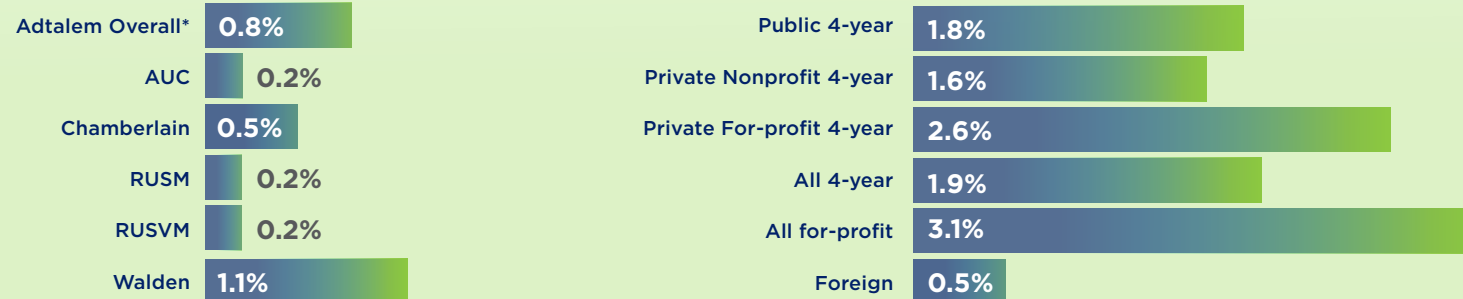 Adtalem Overall* 0.8%
AUC 0.2%
Chamberlain 0.5%
RUSM 0.2%
RUSVM 0.2%
Walden 1.1%
Public 4-year 1.8%
Private Nonprofit 4-year 1.6%
Private For-profit 4-year 2.6%
All 4-year 1.9%
All for-profit 3.1%
Foreign 0.5%